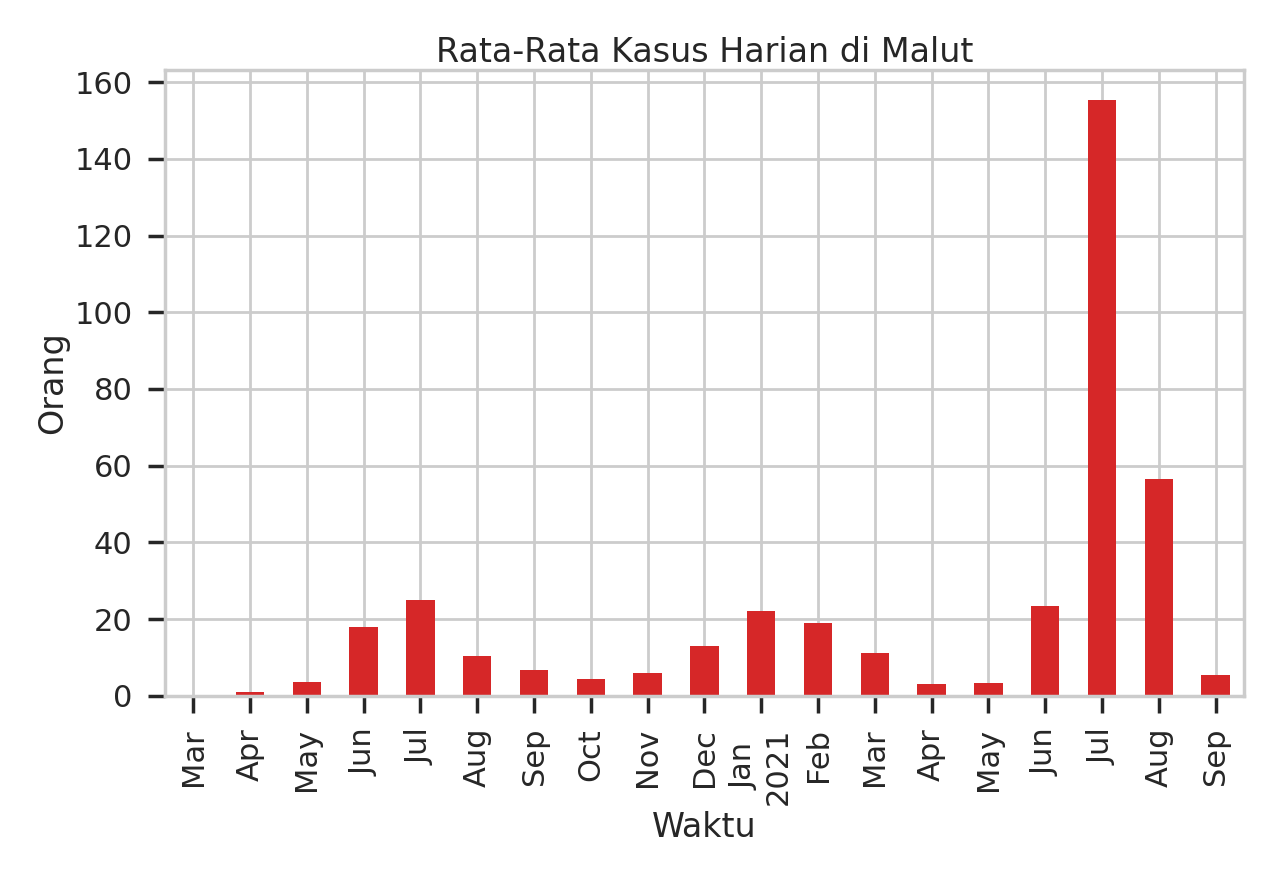 Rata-Rata Kasus Harian di Malut
160
140
120
100
80
60
40
20
0
Orang
Mar
Apr
May
Jun
Jul
Aug
Sep
Oct
Nov
Dec
Jan
2021
Feb
Mar
Apr
May
Jun
Jul
Aug
Sep
Waktu